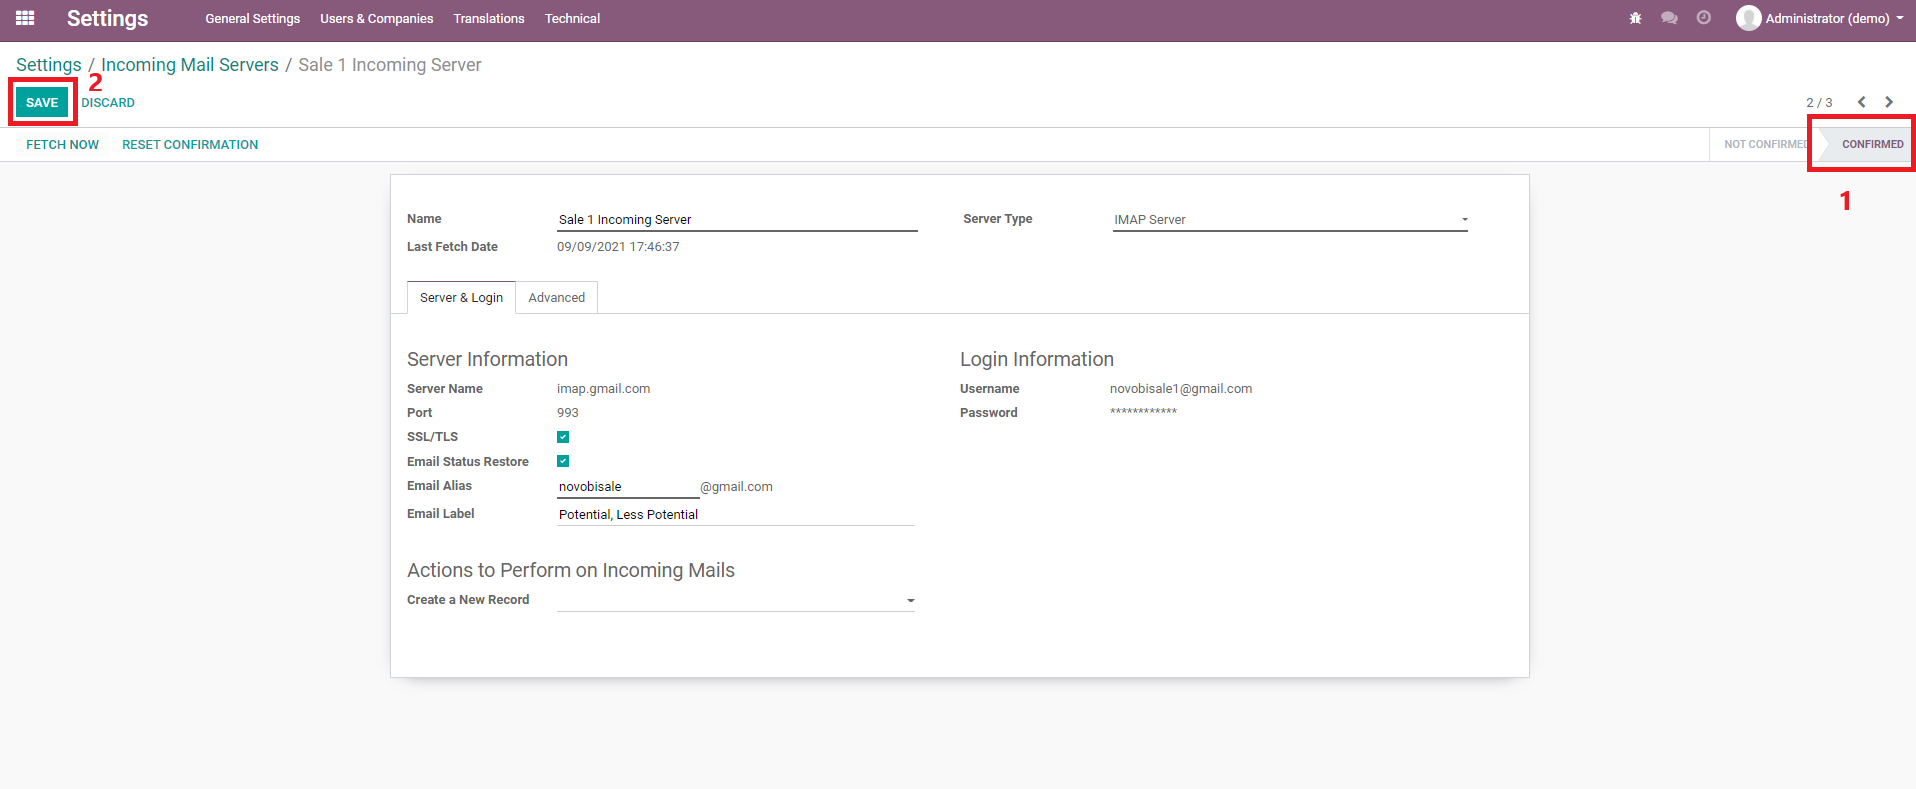 Settings General Settings Users & Companies Translations Technical Administrator (demo)
Settings / Incoming Mail Servers / Sale 1 Incoming Server
2
SAVE DISCARD 2 / 3
FETCH NOW RESET CONFIRMATION NOT CONFIRMED CONFIRMED
1
Name Sale 1 Incoming Server Server Type IMAP Server
Last Fetch Date 09/09/2021 17:46:37
Server & Login Advanced
Server Information Login Information
Server Name imap.gmail.com Username novobisale1@gmail.com
Port 993 Password ************
SSL/TLS
Email Status Restore
Email Alias novobisale @gmail.com
Email Label Potential, Less Potential
Actions to Perform on Incoming Mails
Create a New Record